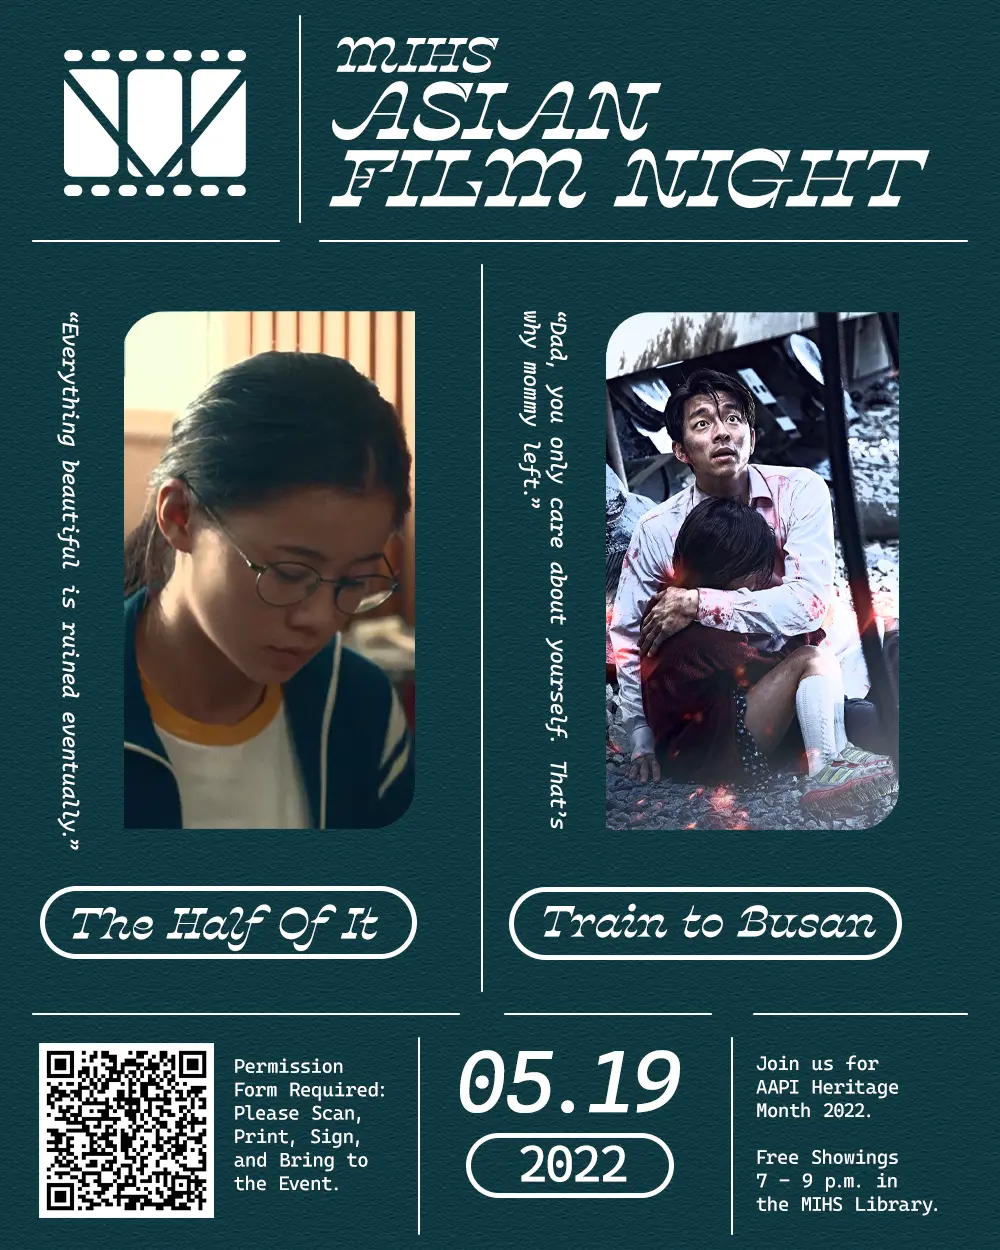 MIHS
ASIAN
FILM NIGHT
“Everything beautiful is ruined eventually.”
“Dad, you only care about yourself. That’s
why mommy left.”
The Half Of It
Train to Busan
Permission
Form Required:
Please Scan,
Print, Sign,
and Bring to
the Event.
05.19
2022
Join us for
AAPI Heritage
Month 2022.
Free Showings
7 – 9 p.m. in
the MIHS Library.